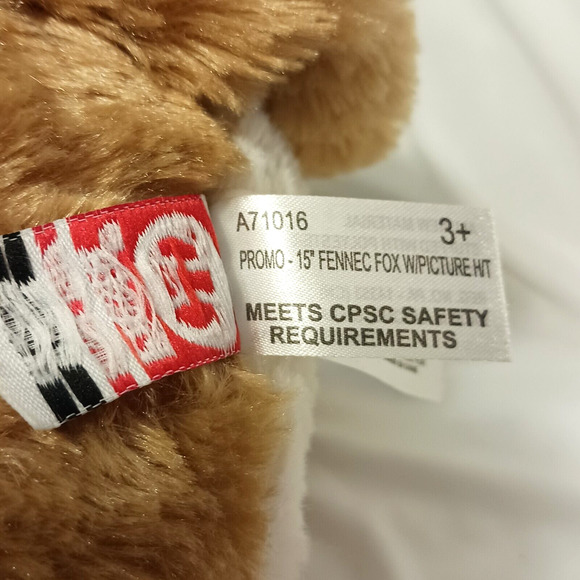 A71016 3+
PROMO - 15" FENNEC FOX W/PICTURE H/T
MEETS CPSC SAFETY
REQUIREMENTS